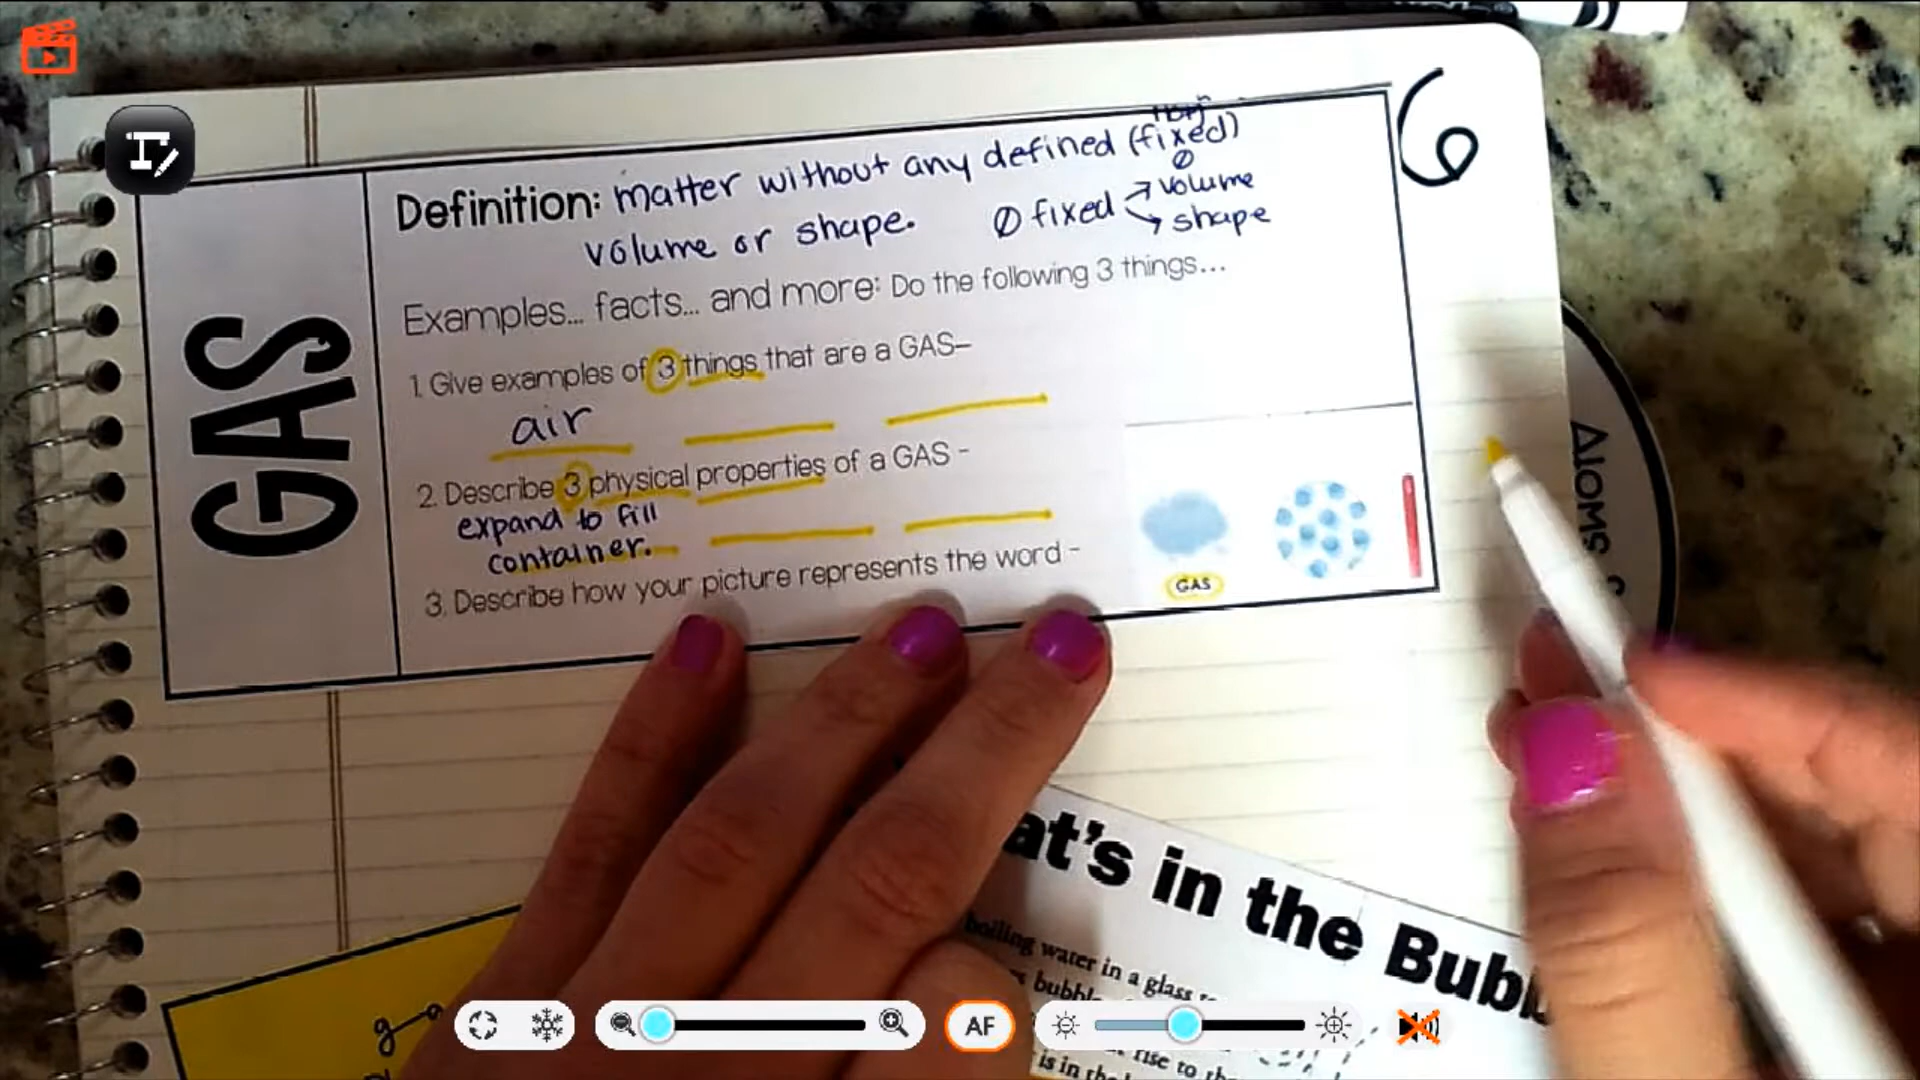 6
Definition: matter without any defined (fixed)
volume or shape. Ø fixed → volume
→ shape
GAS
Examples... facts... and more: Do the following 3 things...
1. Give examples of 3 things that are a GAS-
air
2. Describe 3 physical properties of a GAS -
expand to fill
container.
3. Describe how your picture represents the word -
GAS
at's in the Bubb
boiling water in a glass
bubbl
rise to th
is in the
AF